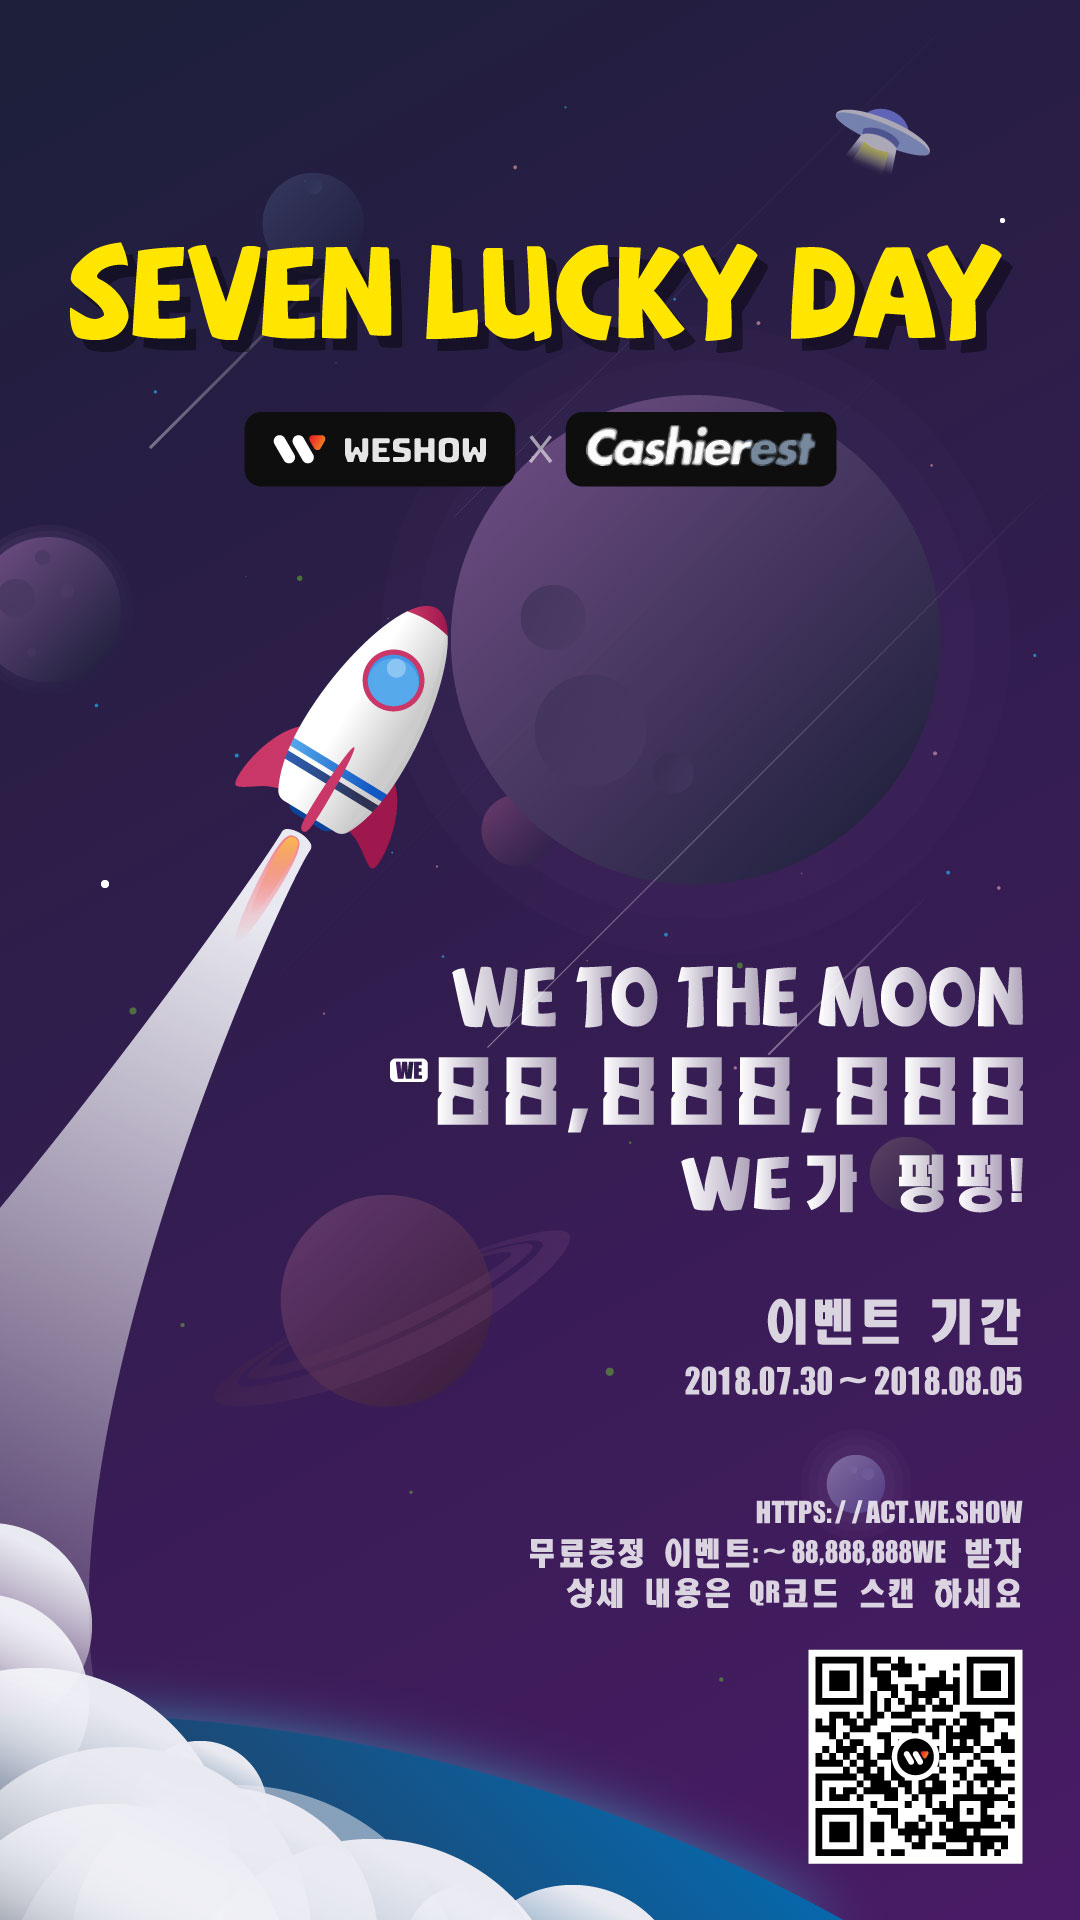 SEVEN LUCKY DAY
WESHOW X Cashierest
WE TO THE MOON
WE 88,888,888
WE가 펑펑!
이벤트 기간
2018.07.30~2018.08.05
HTTPS://ACT.WE.SHOW
무료증정 이벤트:~88,888,888WE 받자
상세 내용은 QR코드 스캔 하세요